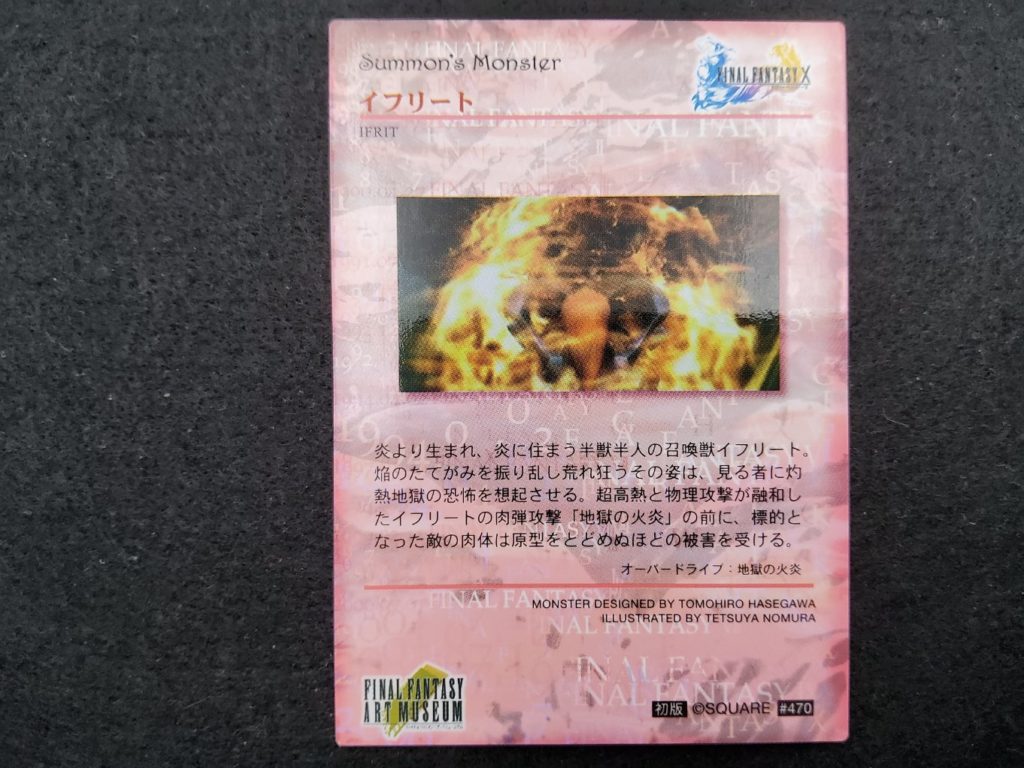 Summon's Monster
FINAL FANTASY X
イフリート
IFRIT
炎より生まれ、炎に住まう半獣半人の召喚獣イフリート。
焔のたてがみを振り乱し荒れ狂うその姿は、見る者に灼
熱地獄の恐怖を想起させる。超高熱と物理攻撃が融和し
たイフリートの肉弾攻撃「地獄の火炎」の前に、標的と
なった敵の肉体は原型をとどめぬほどの被害を受ける。
オーバードライブ：地獄の火炎
MONSTER DESIGNED BY TOMOHIRO HASEGAWA
ILLUSTRATED BY TETSUYA NOMURA
FINAL FANTASY
ART MUSEUM
初版 ©SQUARE #470